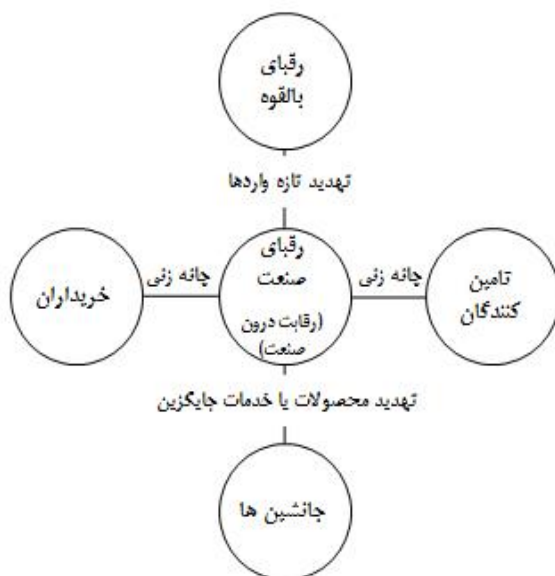 رقبای
بالقوه
تهدید تازه واردها
رقبای
صنعت
(رقابت درون
صنعت)
تامین
کنندگان
چانه زنی
چانه زنی
خریداران
تهدید محصولات یا خدمات جایگزین
جانشین ها